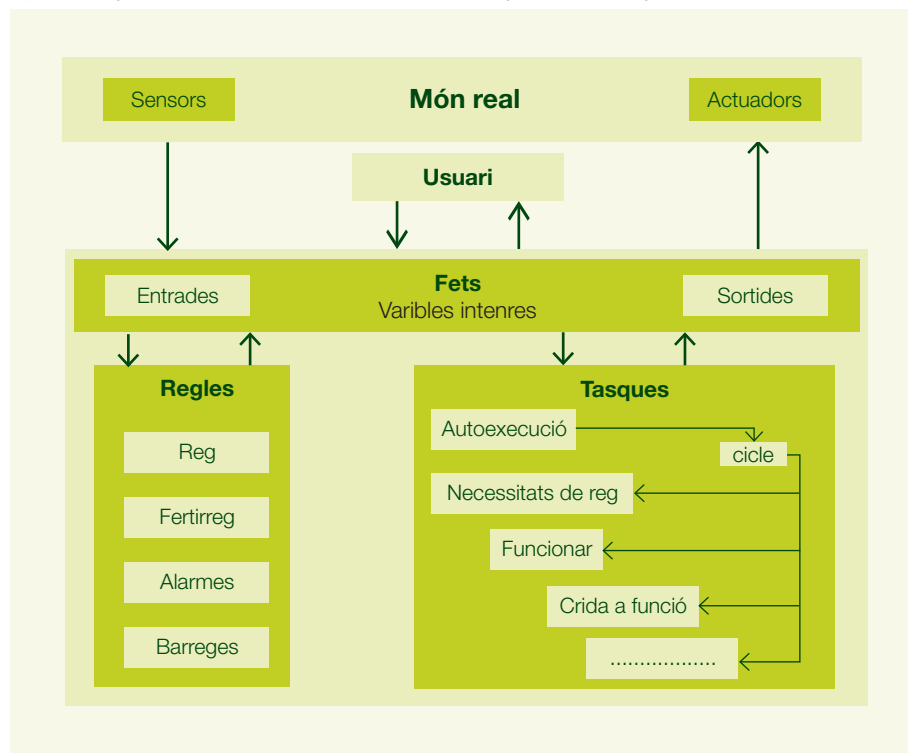 Món real
Sensors
Actuadors
Usuari
Fets
Varibles intenres
Entrades
Sortides
Regles
Reg
Fertirreg
Alarmes
Barreges
Tasques
Autoexecució
cicle
Necessitats de reg
Funcionar
Crida a funció
...................